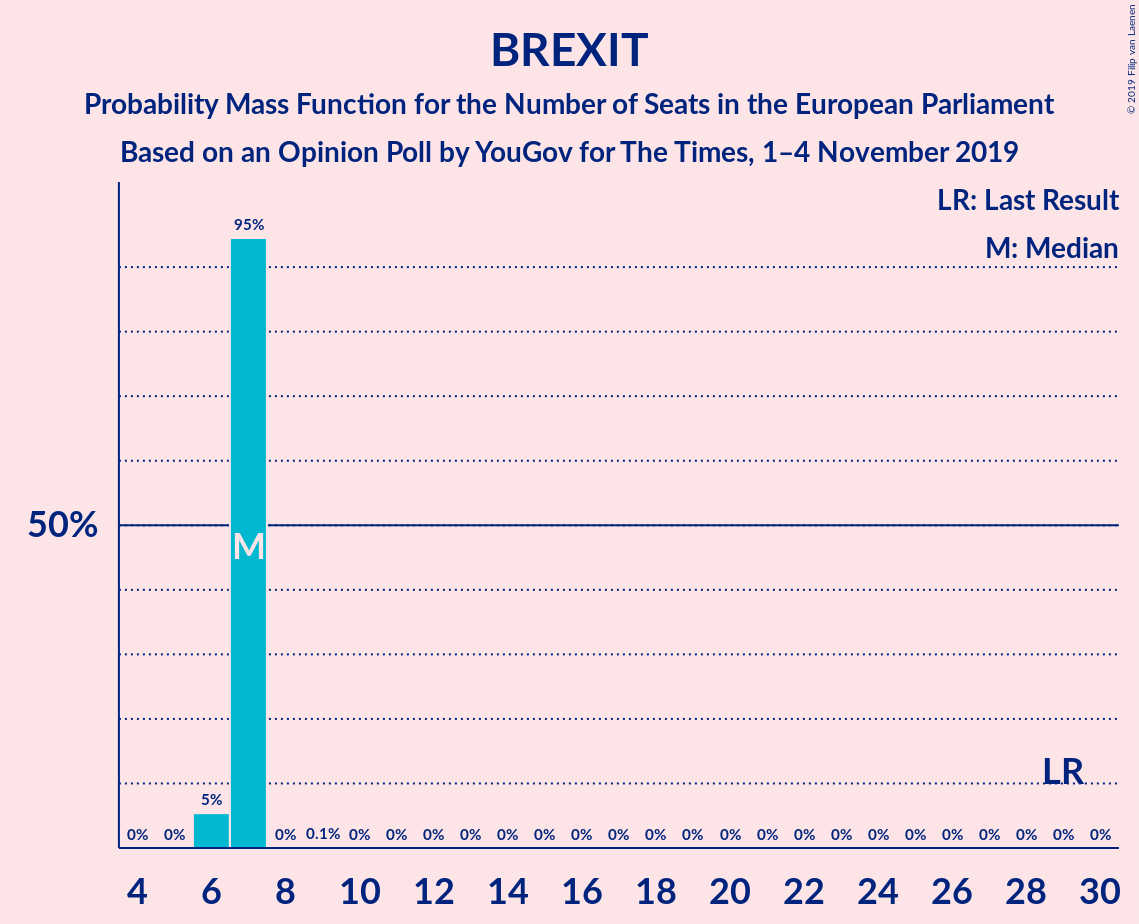 BREXIT
Probability Mass Function for the Number of Seats in the European Parliament
Based on an Opinion Poll by YouGov for The Times, 1–4 November 2019
© 2019 Filip van Laenen
LR: Last Result
M: Median
95%
50%
M
LR
5%
0% 0% 0% 0.1% 0% 0% 0% 0% 0% 0% 0% 0% 0% 0% 0% 0% 0% 0% 0% 0% 0% 0% 0% 0% 0%
4 6 8 10 12 14 16 18 20 22 24 26 28 30